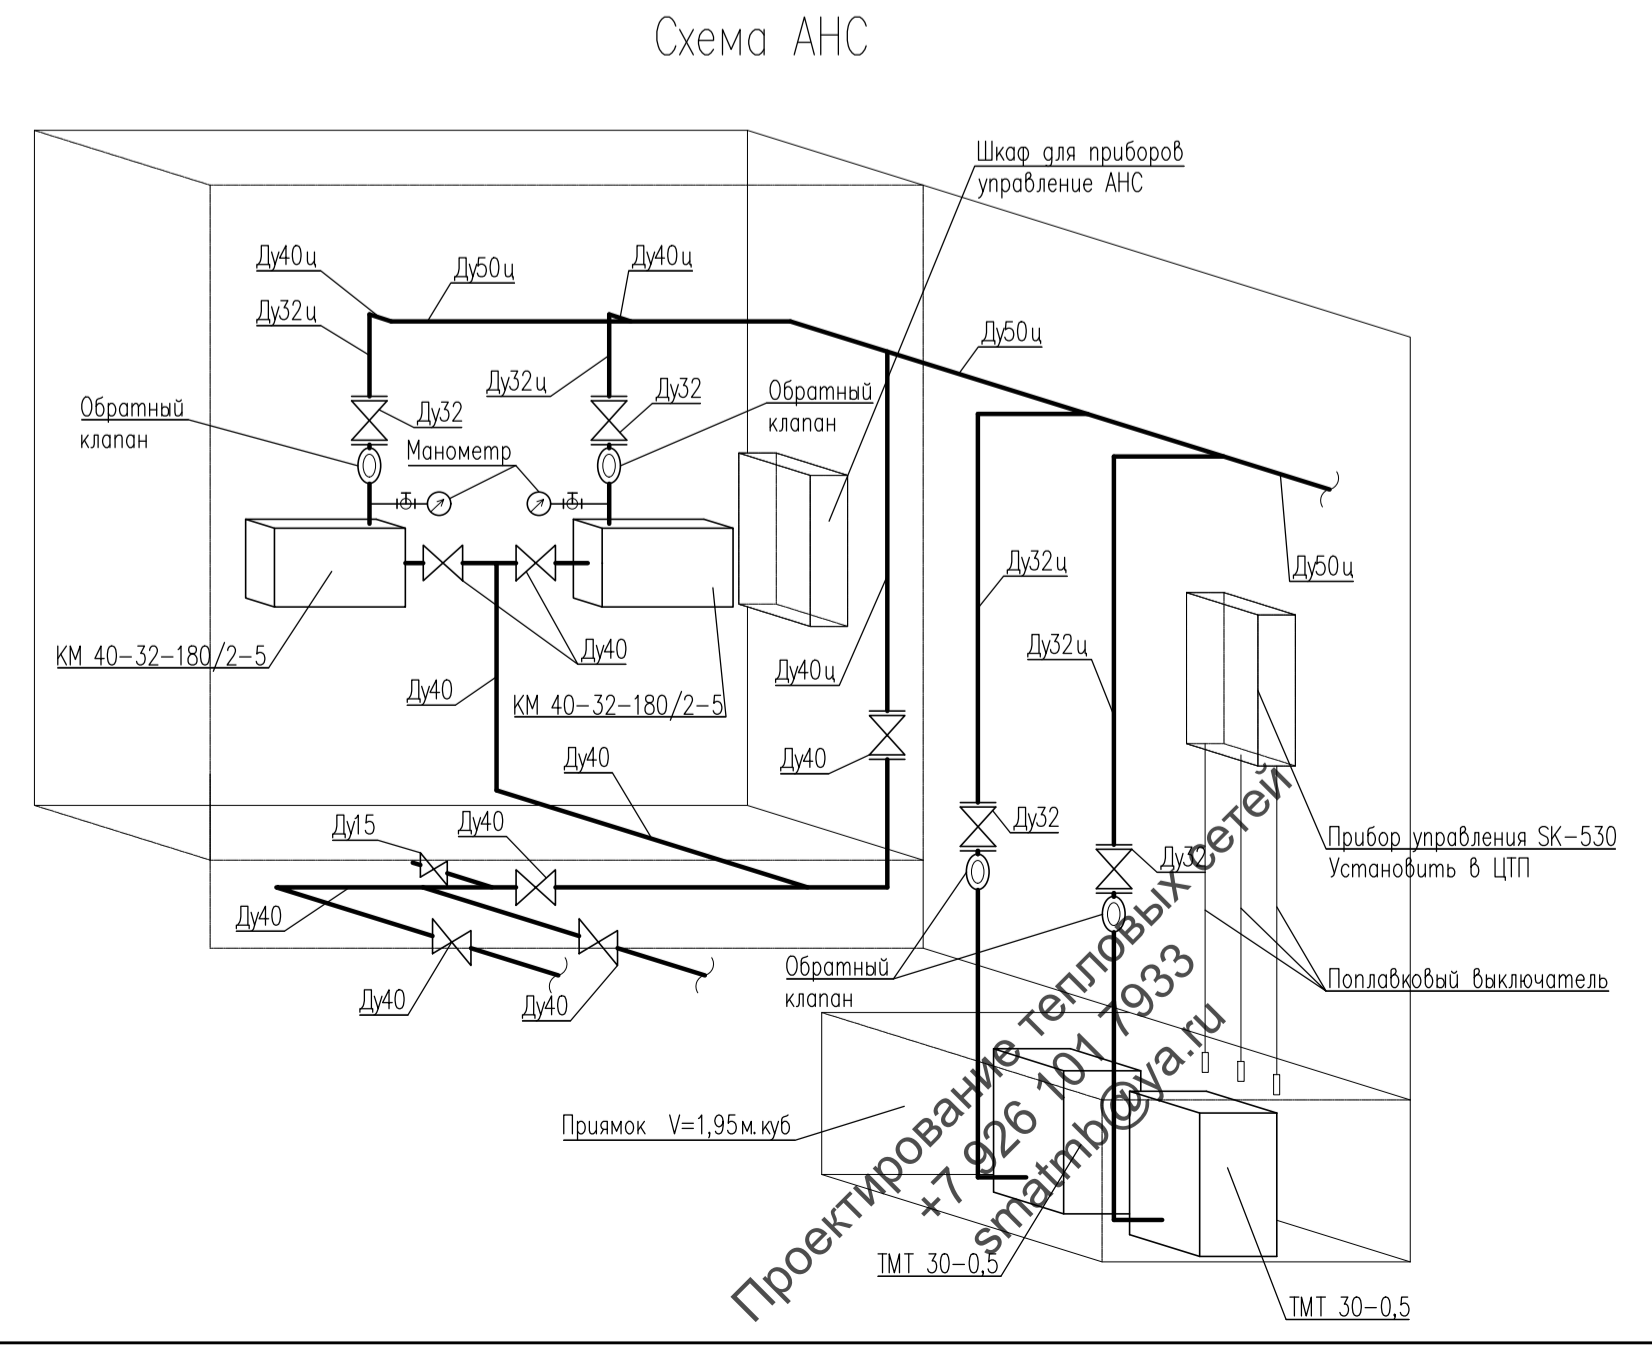 Схема АНС
Шкаф для приборов
управление АНС
Ду40ц
Ду50ц
Ду40ц
Ду32ц
Ду50ц
Ду32ц
Ду32
Обратный
клапан
Обратный
клапан
Ду32
Манометр
Ду32ц
Ду50ц
КМ 40-32-180/2-5
Ду40
Ду32ц
Ду40ц
Ду40
КМ 40-32-180/2-5
Ду40
Ду40
Ду15
Ду40
Ду32
Прибор управления SK-530
Установить в ЦТП
Ду32
Ду40
Обратный
клапан
Поплавковый выключатель
Ду40
Ду40
Приямок V=1,95м.куб
Проектирование тепловых сетей
+7 926 101 7933
smatmb@ya.ru
ТМТ 30-0,5
ТМТ 30-0,5